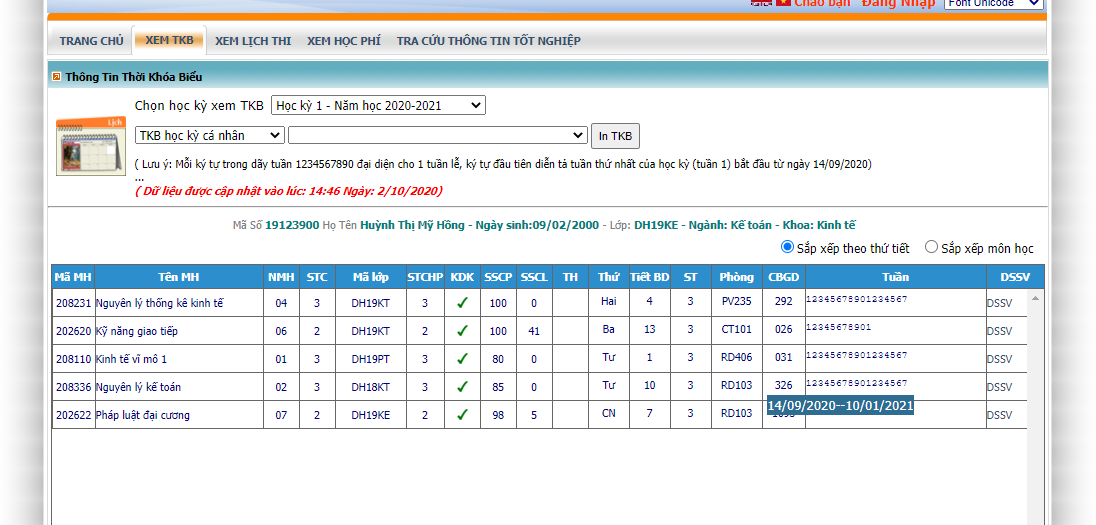 Chào bạn Đăng Nhập Font Unicode
TRANG CHỦ XEM TKB XEM LỊCH THI XEM HỌC PHÍ TRA CỨU THÔNG TIN TỐT NGHIỆP
Thông Tin Thời Khóa Biểu
Chọn học kỳ xem TKB Học kỳ 1 - Năm học 2020-2021
Lịch
TKB học kỳ cá nhân In TKB
( Lưu ý: Mỗi ký tự trong dãy tuần 1234567890 đại diện cho 1 tuần lễ, ký tự đầu tiên diễn tả tuần thứ nhất của học kỳ (tuần 1) bắt đầu từ ngày 14/09/2020)
...
( Dữ liệu được cập nhật vào lúc: 14:46 Ngày: 2/10/2020)
Mã Số 19123900 Họ Tên Huỳnh Thị Mỹ Hồng - Ngày sinh:09/02/2000 - Lớp: DH19KE - Ngành: Kế toán - Khoa: Kinh tế
Sắp xếp theo thứ tiết Sắp xếp môn học
Mã MH Tên MH NMH STC Mã lớp STCHP KDK SSCP SSCL TH Thứ Tiết BD ST Phòng CBGD Tuần DSSV
208231 Nguyên lý thống kê kinh tế 04 3 DH19KT 3 ✓ 100 0 Hai 4 3 PV235 292 12345678901234567 DSSV
202620 Kỹ năng giao tiếp 06 2 DH19KT 2 ✓ 100 41 Ba 13 3 CT101 026 12345678901 DSSV
208110 Kinh tế vĩ mô 1 01 3 DH19PT 3 ✓ 80 0 Tư 1 3 RD406 031 12345678901234567 DSSV
208336 Nguyên lý kế toán 02 3 DH18KT 3 ✓ 85 0 Tư 10 3 RD103 326 12345678901234567 DSSV
14/09/2020--10/01/2021
202622 Pháp luật đại cương 07 2 DH19KE 2 ✓ 98 5 CN 7 3 RD103 DSSV